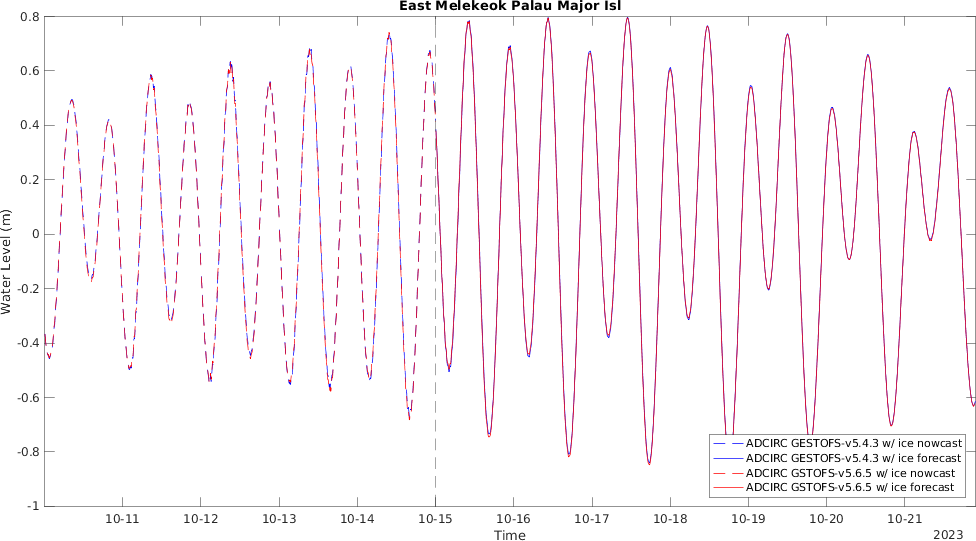 East Melekeok Palau Major Isl
0.8
0.6
0.4
0.2
0
-0.2
-0.4
-0.6
-0.8
-1
Water Level (m)
ADCIRC GESTOFS-v5.4.3 w/ ice nowcast
ADCIRC GESTOFS-v5.4.3 w/ ice forecast
ADCIRC GSTOFS-v5.6.5 w/ ice nowcast
ADCIRC GSTOFS-v5.6.5 w/ ice forecast
10-11 10-12 10-13 10-14 10-15 10-16 10-17 10-18 10-19 10-20 10-21
Time
2023